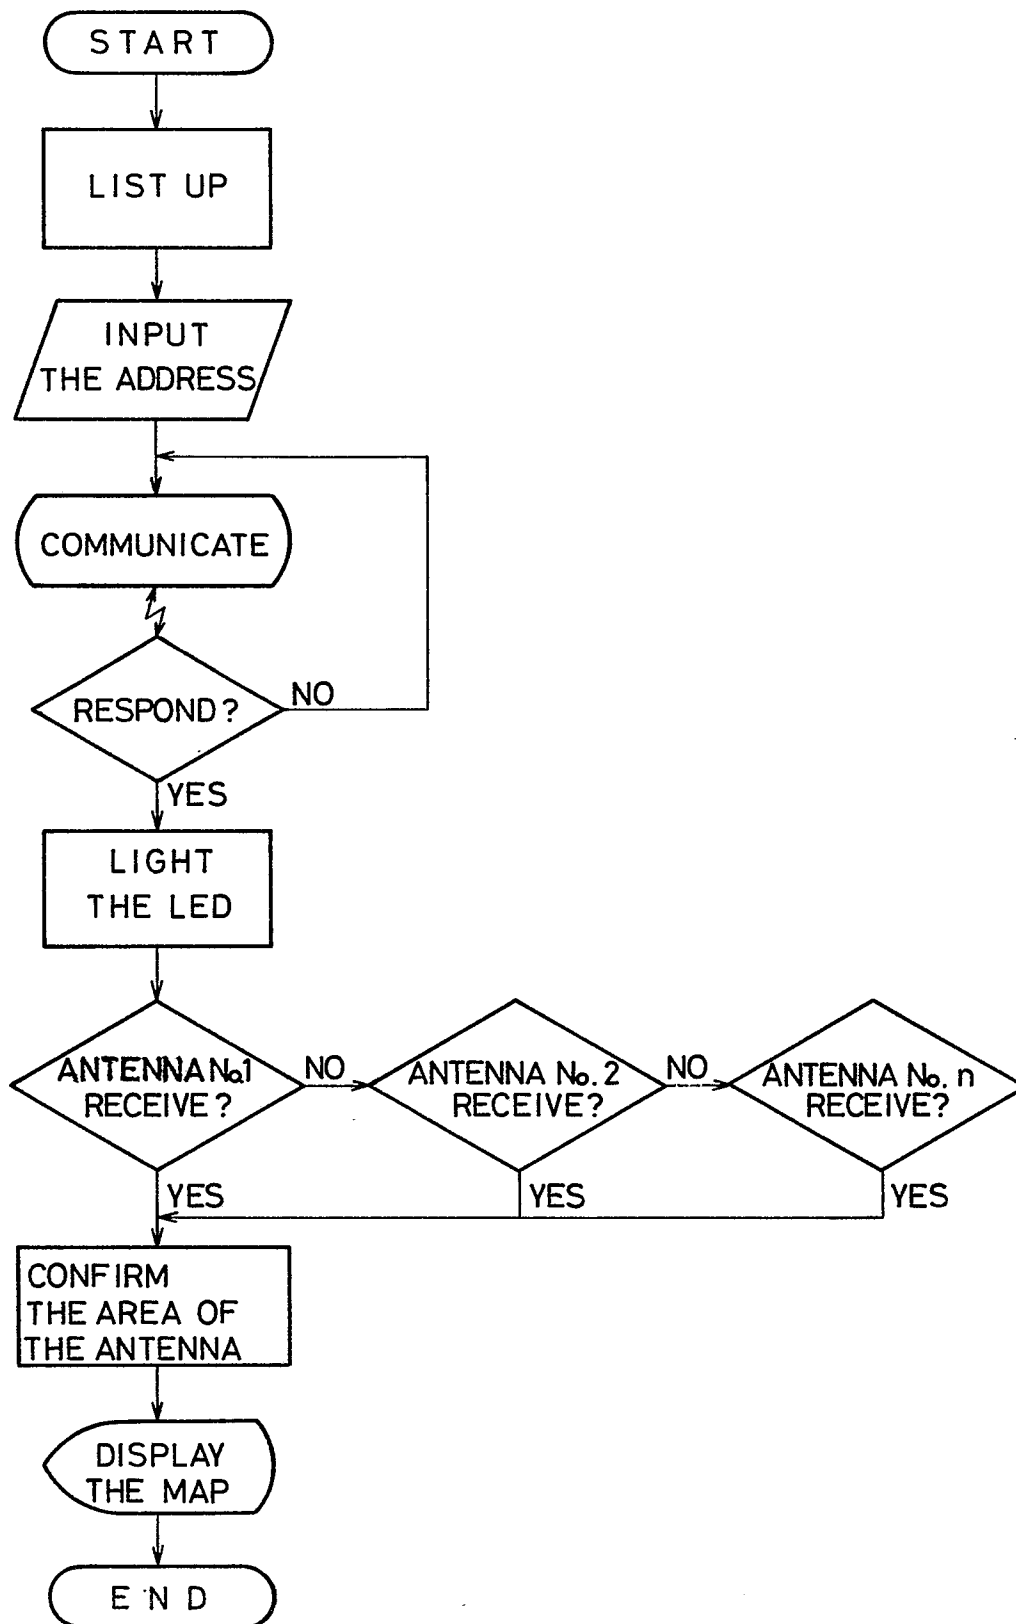 START
LIST UP
INPUT
THE ADDRESS
COMMUNICATE
RESPOND?
NO
YES
LIGHT
THE LED
ANTENNA No.1
RECEIVE?
NO
ANTENNA No. 2
RECEIVE?
NO
ANTENNA No. n
RECEIVE?
YES
YES
YES
CONFIRM
THE AREA OF
THE ANTENNA
DISPLAY
THE MAP
END